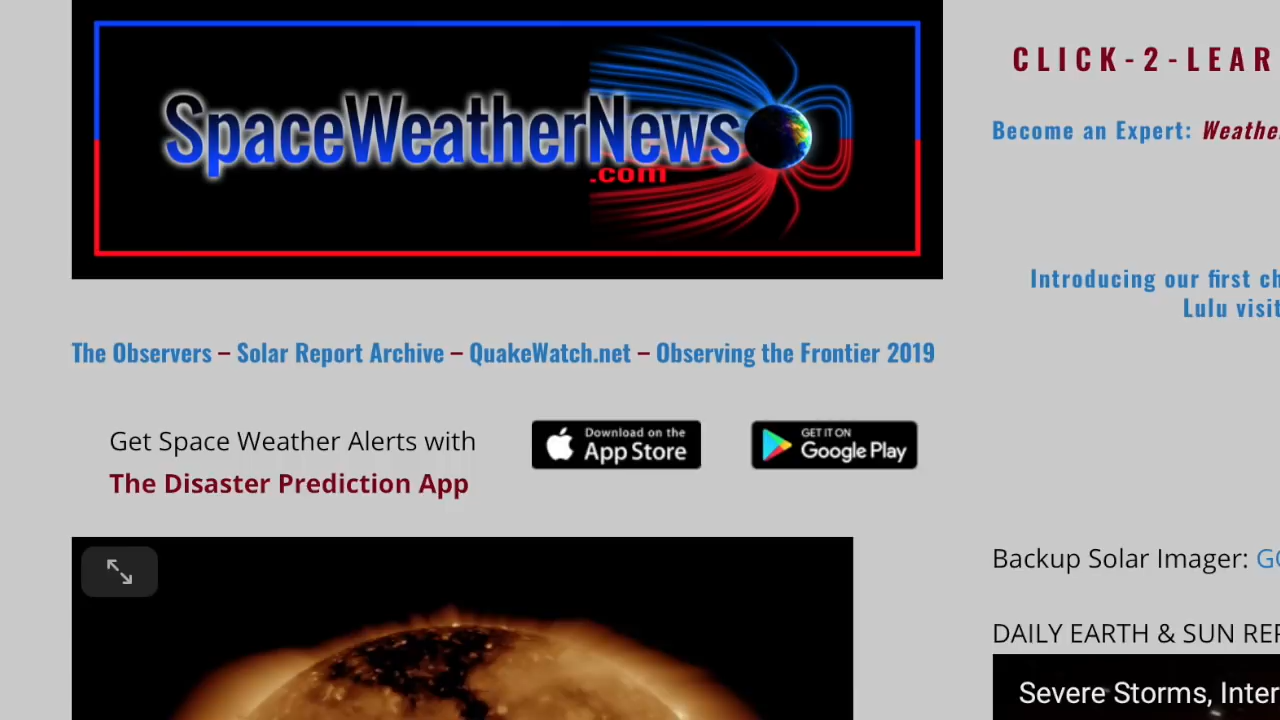 SpaceWeatherNews
.com
The Observers – Solar Report Archive – QuakeWatch.net – Observing the Frontier 2019
Get Space Weather Alerts with
The Disaster Prediction App
Download on the
App Store
GET IT ON
Google Play
CLICK-2-LEAR
Become an Expert: Weathe
Introducing our first ch
Lulu visit
Backup Solar Imager: GO
DAILY EARTH & SUN REP
Severe Storms, Inter